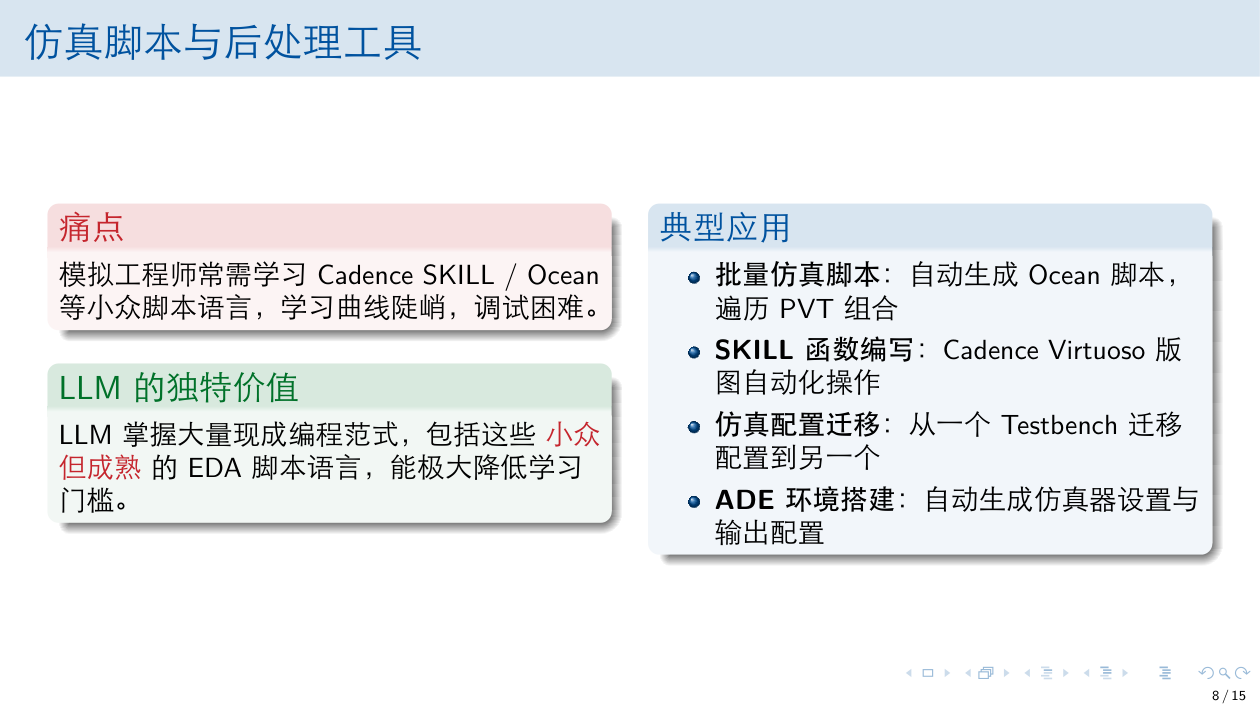 仿真脚本与后处理工具
痛点
模拟工程师常需学习 Cadence SKILL / Ocean
等小众脚本语言，学习曲线陡峭，调试困难。
LLM 的独特价值
LLM 掌握大量现成编程范式，包括这些 小众
但成熟 的 EDA 脚本语言，能极大降低学习
门槛。
典型应用
批量仿真脚本：自动生成 Ocean 脚本，
遍历 PVT 组合
SKILL 函数编写：Cadence Virtuoso 版
图自动化操作
仿真配置迁移：从一个 Testbench 迁移
配置到另一个
ADE 环境搭建：自动生成仿真器设置与
输出配置
8 / 15